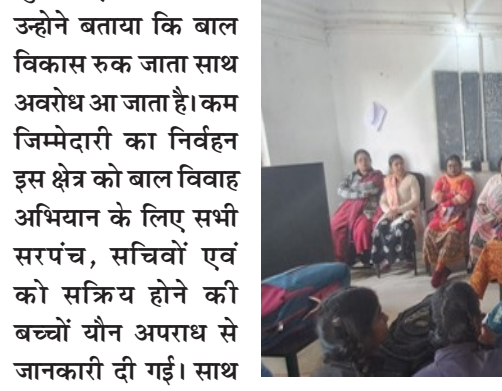 उन्होने बताया कि बाल
विकास रुक जाता साथ
अवरोध आ जाता है। कम
जिम्मेदारी का निर्वहन
इस क्षेत्र को बाल विवाह
अभियान के लिए सभी
सरपंच, सचिवों एवं
को सक्रिय होने की
बच्चों यौन अपराध से
जानकारी दी गई। साथ